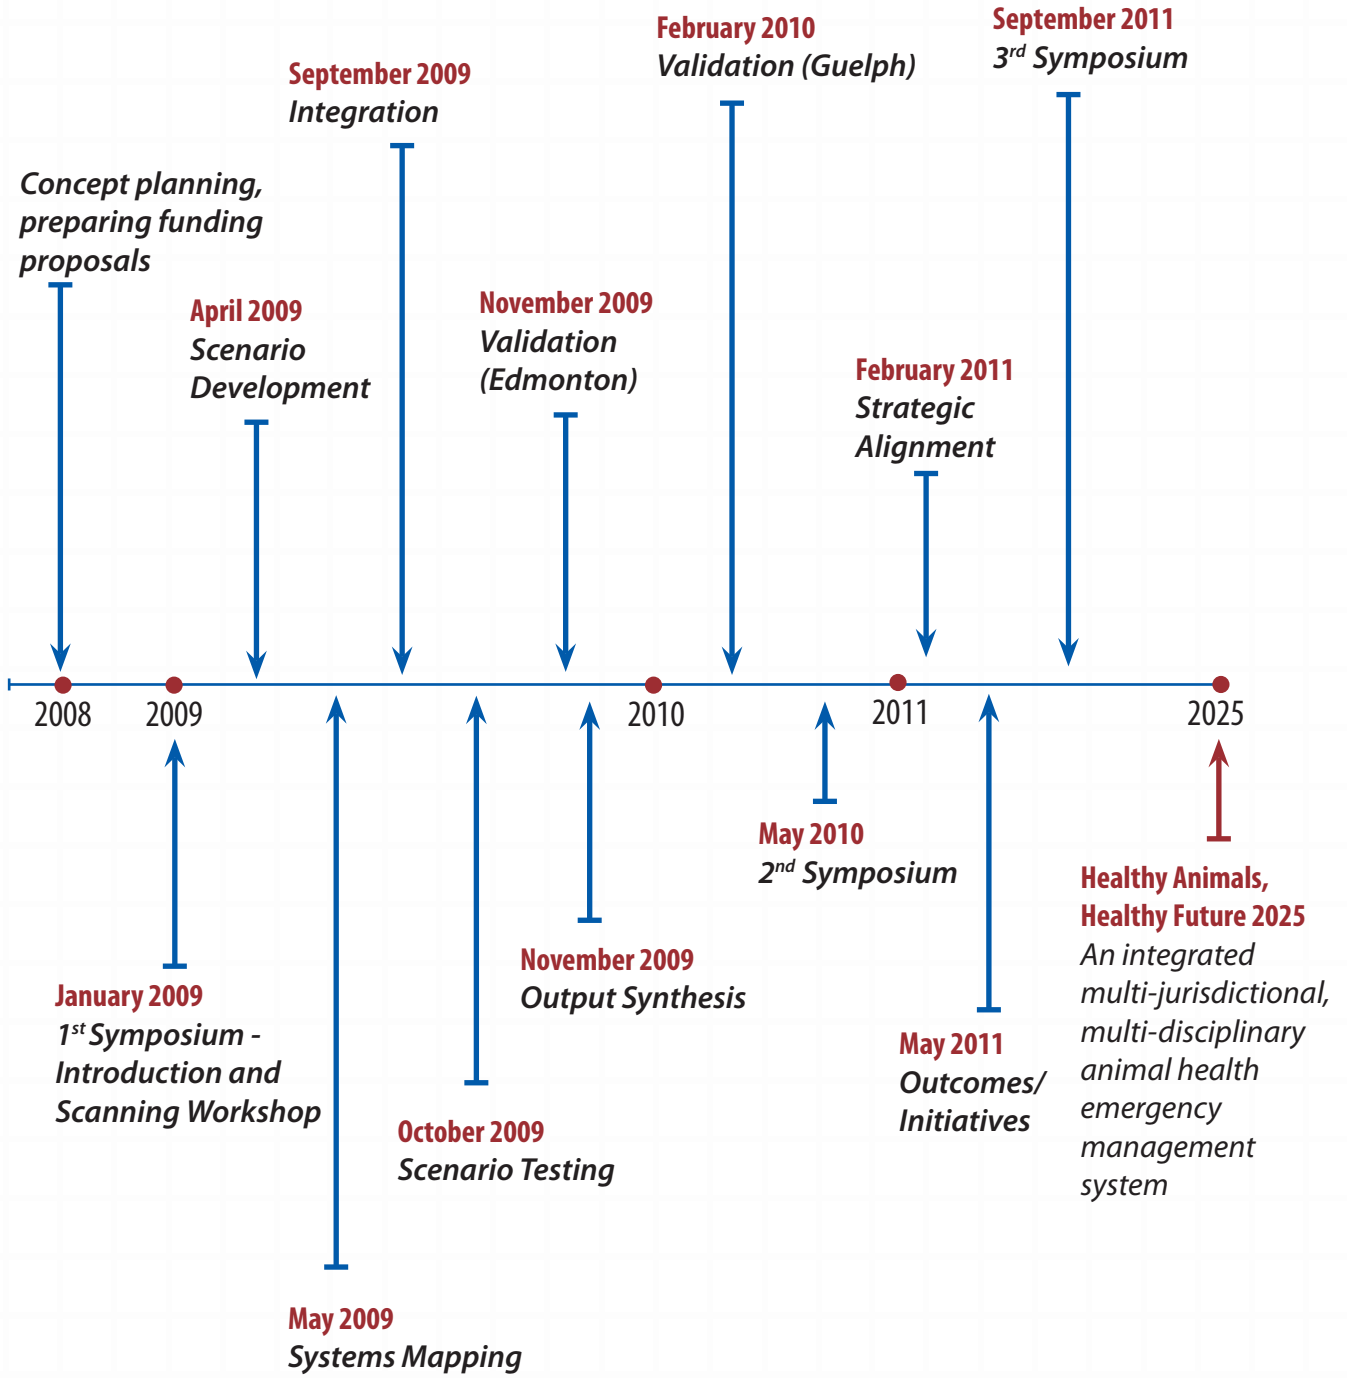 September 2011
3rd Symposium
February 2010
Validation (Guelph)
September 2009
Integration
Concept planning,
preparing funding
proposals
April 2009
Scenario
Development
November 2009
Validation
(Edmonton)
February 2011
Strategic
Alignment
2008
2009
2010
2011
2025
January 2009
1st Symposium -
Introduction and
Scanning Workshop
May 2009
Systems Mapping
October 2009
Scenario Testing
November 2009
Output Synthesis
May 2010
2nd Symposium
May 2011
Outcomes/
Initiatives
Healthy Animals,
Healthy Future 2025
An integrated
multi-jurisdictional,
multi-disciplinary
animal health
emergency
management
system